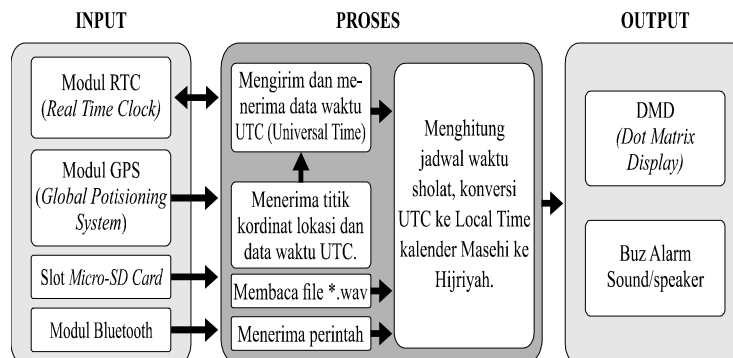 INPUT
PROSES
OUTPUT
Modul RTC
(Real Time Clock)
Modul GPS
(Global Potisioning
System)
Slot Micro-SD Card
Modul Bluetooth
Mengirim dan me-
nerima data waktu
UTC (Universal Time)
Menerima titik
kordinat lokasi dan
data waktu UTC.
Membaca file *.wav
Menerima perintah
Menghitung
jadwal waktu
sholat, konversi
UTC ke Local Time
kalender Masehi ke
Hijriyah.
DMD
(Dot Matrix
Display)
Buz Alarm
Sound/speaker